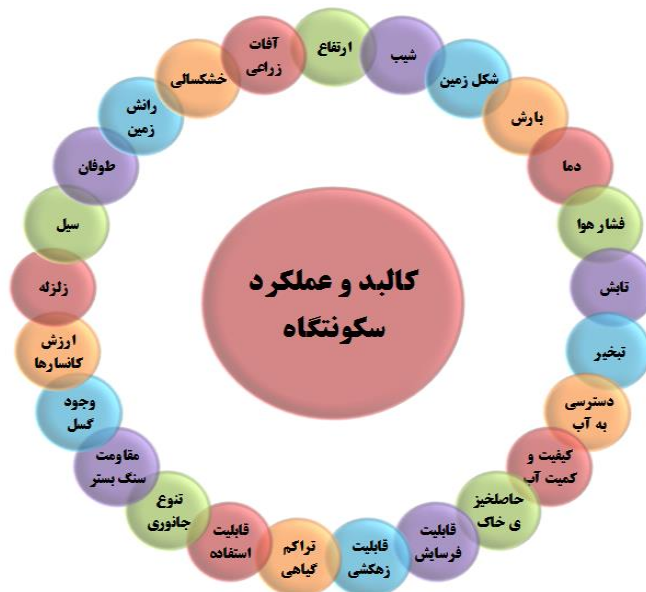 کالبد و عملکرد
سکونتگاه
ارتفاع
شیب
شکل زمین
بارش
دما
فشار هوا
تابش
تبخیر
دسترسی
به آب
کیفیت و
کمیت آب
حاصلخیز
ی خاک
قابلیت
فرسایش
قابلیت
زهکشی
تراکم
گیاهی
قابلیت
استفاده
تنوع
جانوری
مقاومت
سنگ بستر
وجود
گسل
ارزش
کانسارها
زلزله
سیل
طوفان
رانش
زمین
خشکسالی
آفات
زراعی